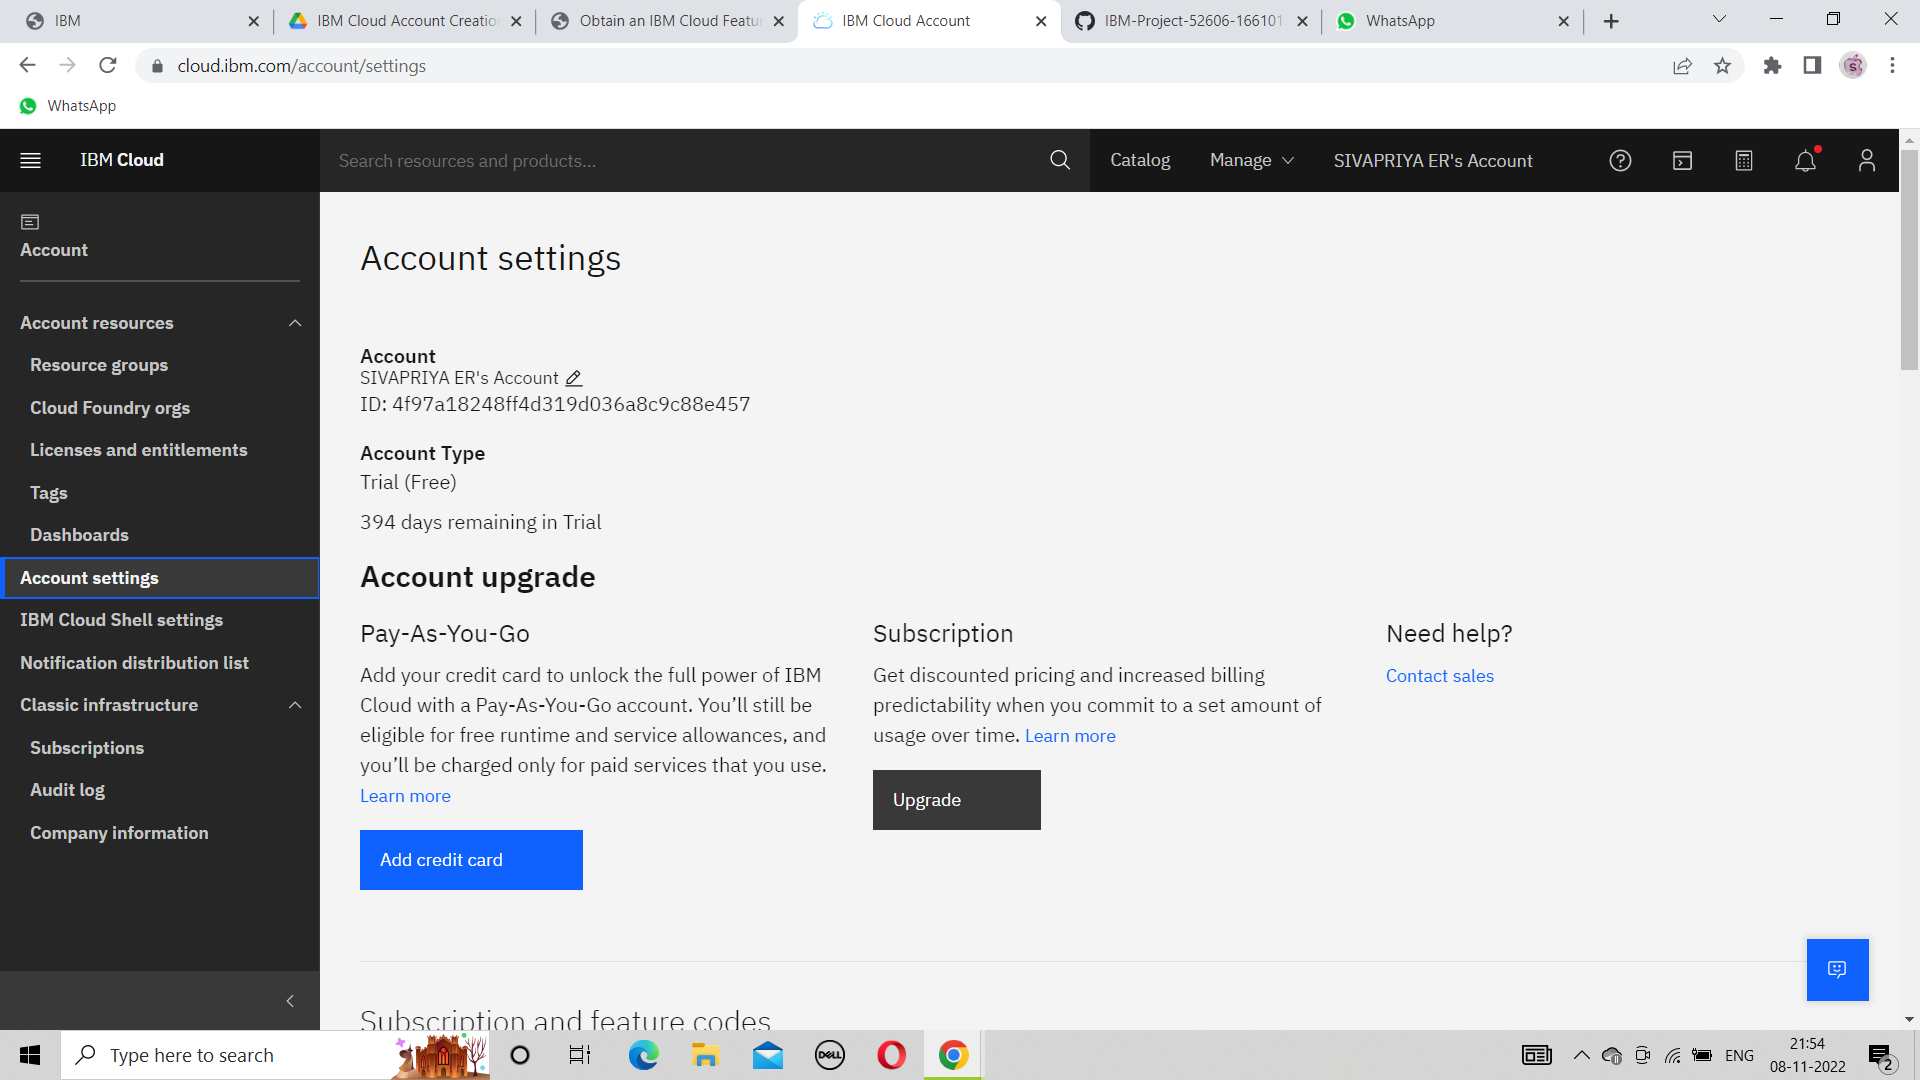 IBM
IBM Cloud Account Creatio
Obtain an IBM Cloud Featu
IBM Cloud Account
IBM-Project-52606-166101
WhatsApp
cloud.ibm.com/account/settings
WhatsApp
IBM Cloud
Search resources and products...
Catalog
Manage
SIVAPRIYA ER's Account
Account
Account resources
Resource groups
Cloud Foundry orgs
Licenses and entitlements
Tags
Dashboards
Account settings
IBM Cloud Shell settings
Notification distribution list
Classic infrastructure
Subscriptions
Audit log
Company information
Account settings
Account
SIVAPRIYA ER's Account
ID: 4f97a18248ff4d319d036a8c9c88e457
Account Type
Trial (Free)
394 days remaining in Trial
Account upgrade
Pay-As-You-Go
Add your credit card to unlock the full power of IBM
Cloud with a Pay-As-You-Go account. You’ll still be
eligible for free runtime and service allowances, and
you’ll be charged only for paid services that you use.
Learn more
Add credit card
Subscription
Get discounted pricing and increased billing
predictability when you commit to a set amount of
usage over time. Learn more
Upgrade
Need help?
Contact sales
Subscription and feature codes
Type here to search
DELL
ENG
21:54
08-11-2022
2